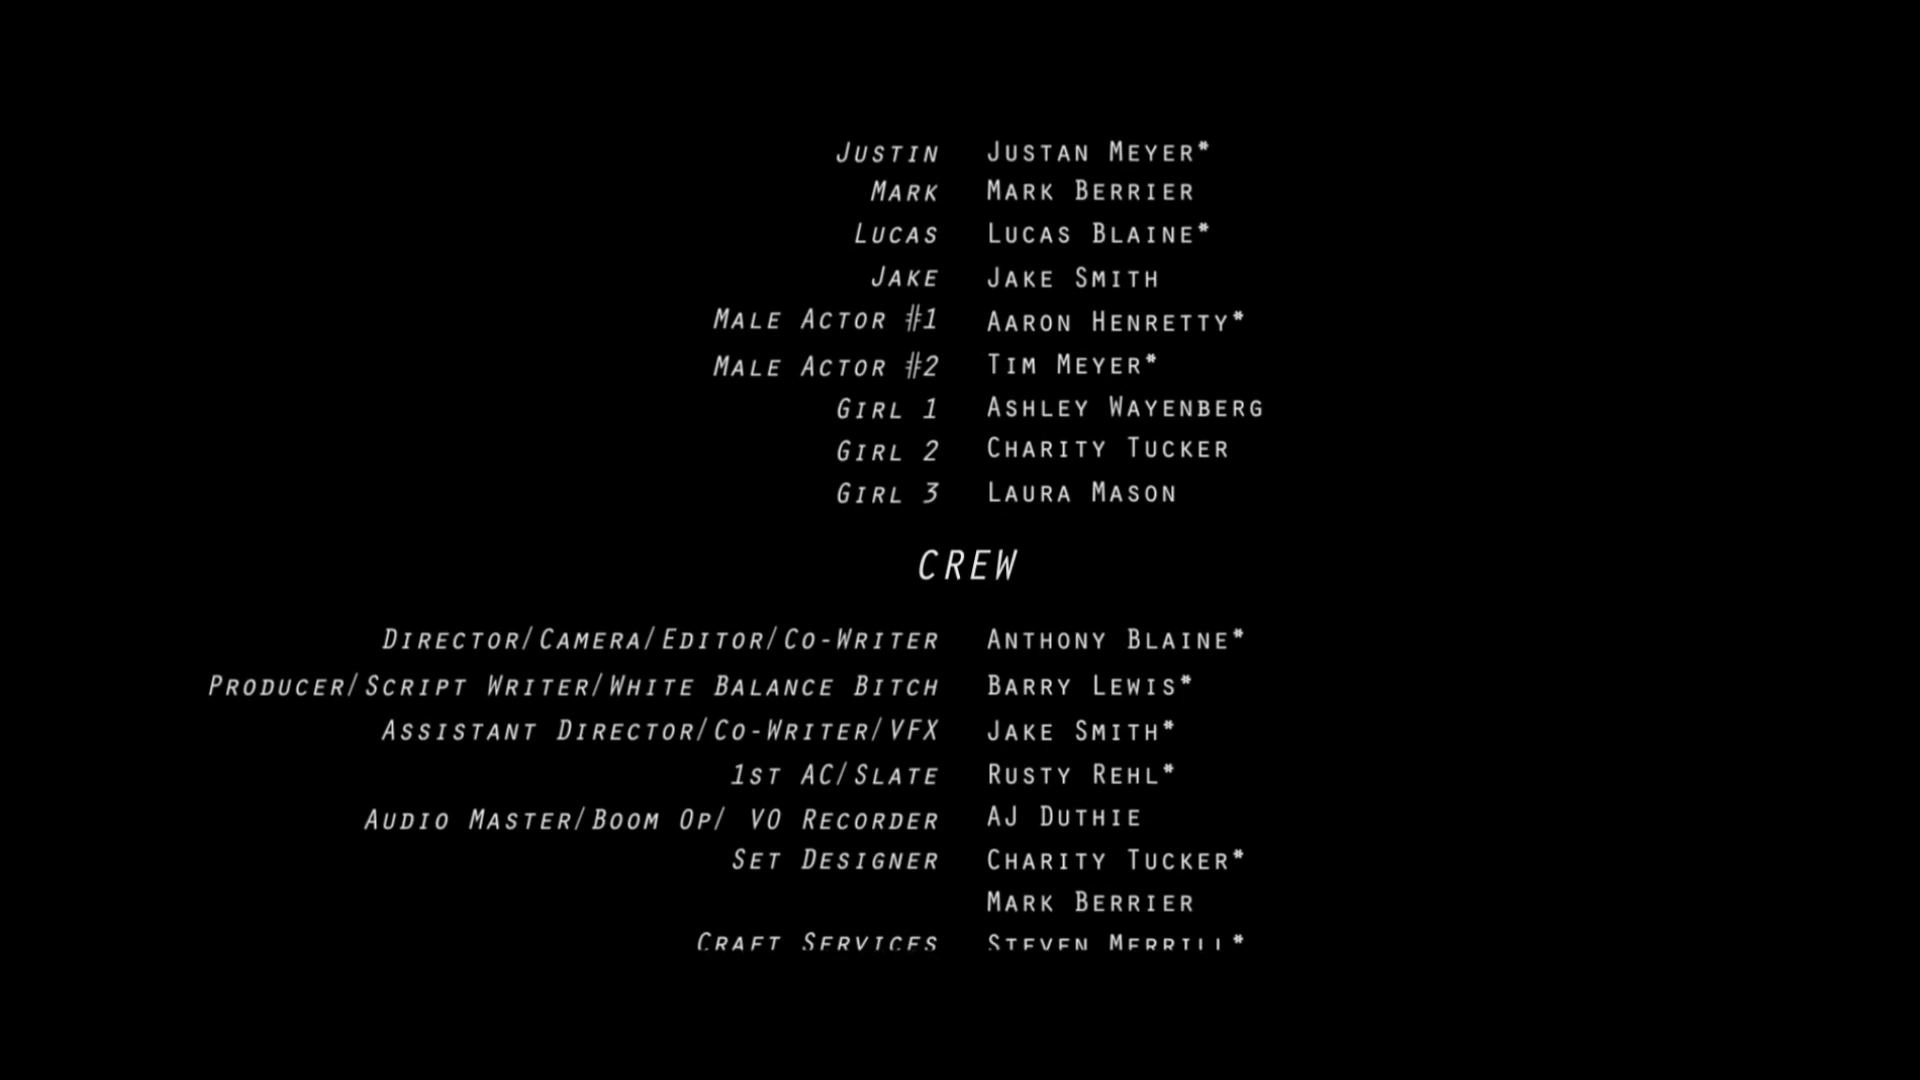 Justin Justan Meyer*
Mark Mark Berrier
Lucas Lucas Blaine*
Jake Jake Smith
Male Actor #1 Aaron Henretty*
Male Actor #2 Tim Meyer*
Girl 1 Ashley Wayenberg
Girl 2 Charity Tucker
Girl 3 Laura Mason
CREW
Director/Camera/Editor/Co-Writer Anthony Blaine*
Producer/Script Writer/White Balance Bitch Barry Lewis*
Assistant Director/Co-Writer/VFX Jake Smith*
1st AC/Slate Rusty Rehl*
Audio Master/Boom Op/ VO Recorder AJ Duthie
Set Designer Charity Tucker*
Mark Berrier
Craft Services Steven Merrill*